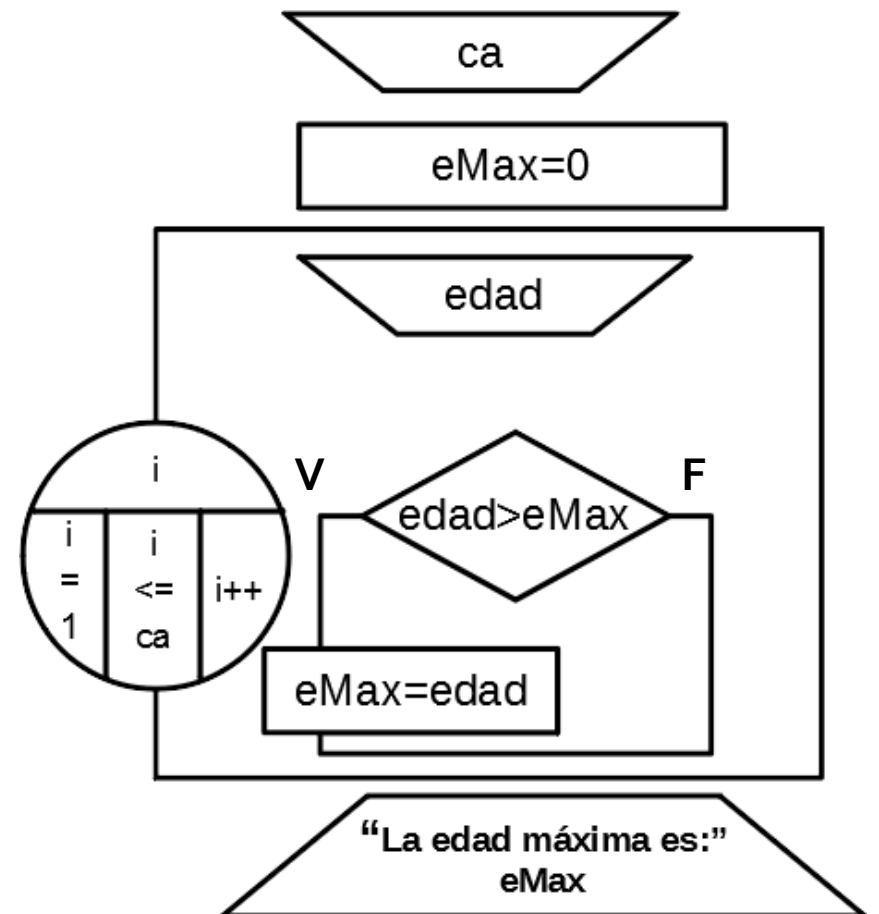 ca
eMax=0
edad
i
i
=
1
i
<=
ca
i++
V
edad>eMax
F
eMax=edad
“La edad máxima es:”
eMax